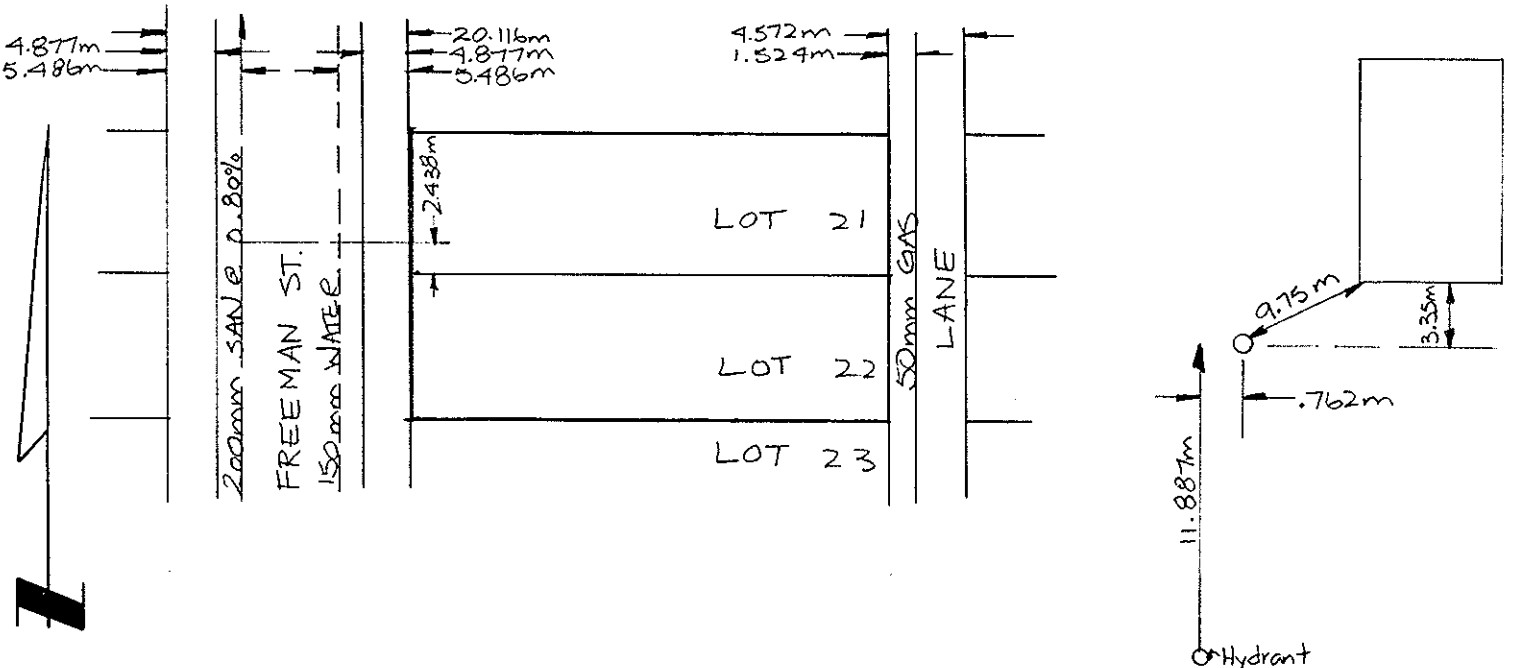 4.877m
5.486m
20.116m
4.877m
5.486m
4.572m
1.524m
2.438m
200mm SAN @ 0.80%
FREEMAN ST.
150mm WATER
LOT 21
LOT 22
LOT 23
50mm GAS
LANE
9.75m
3.35m
.762m
11.887m
Hydrant
N